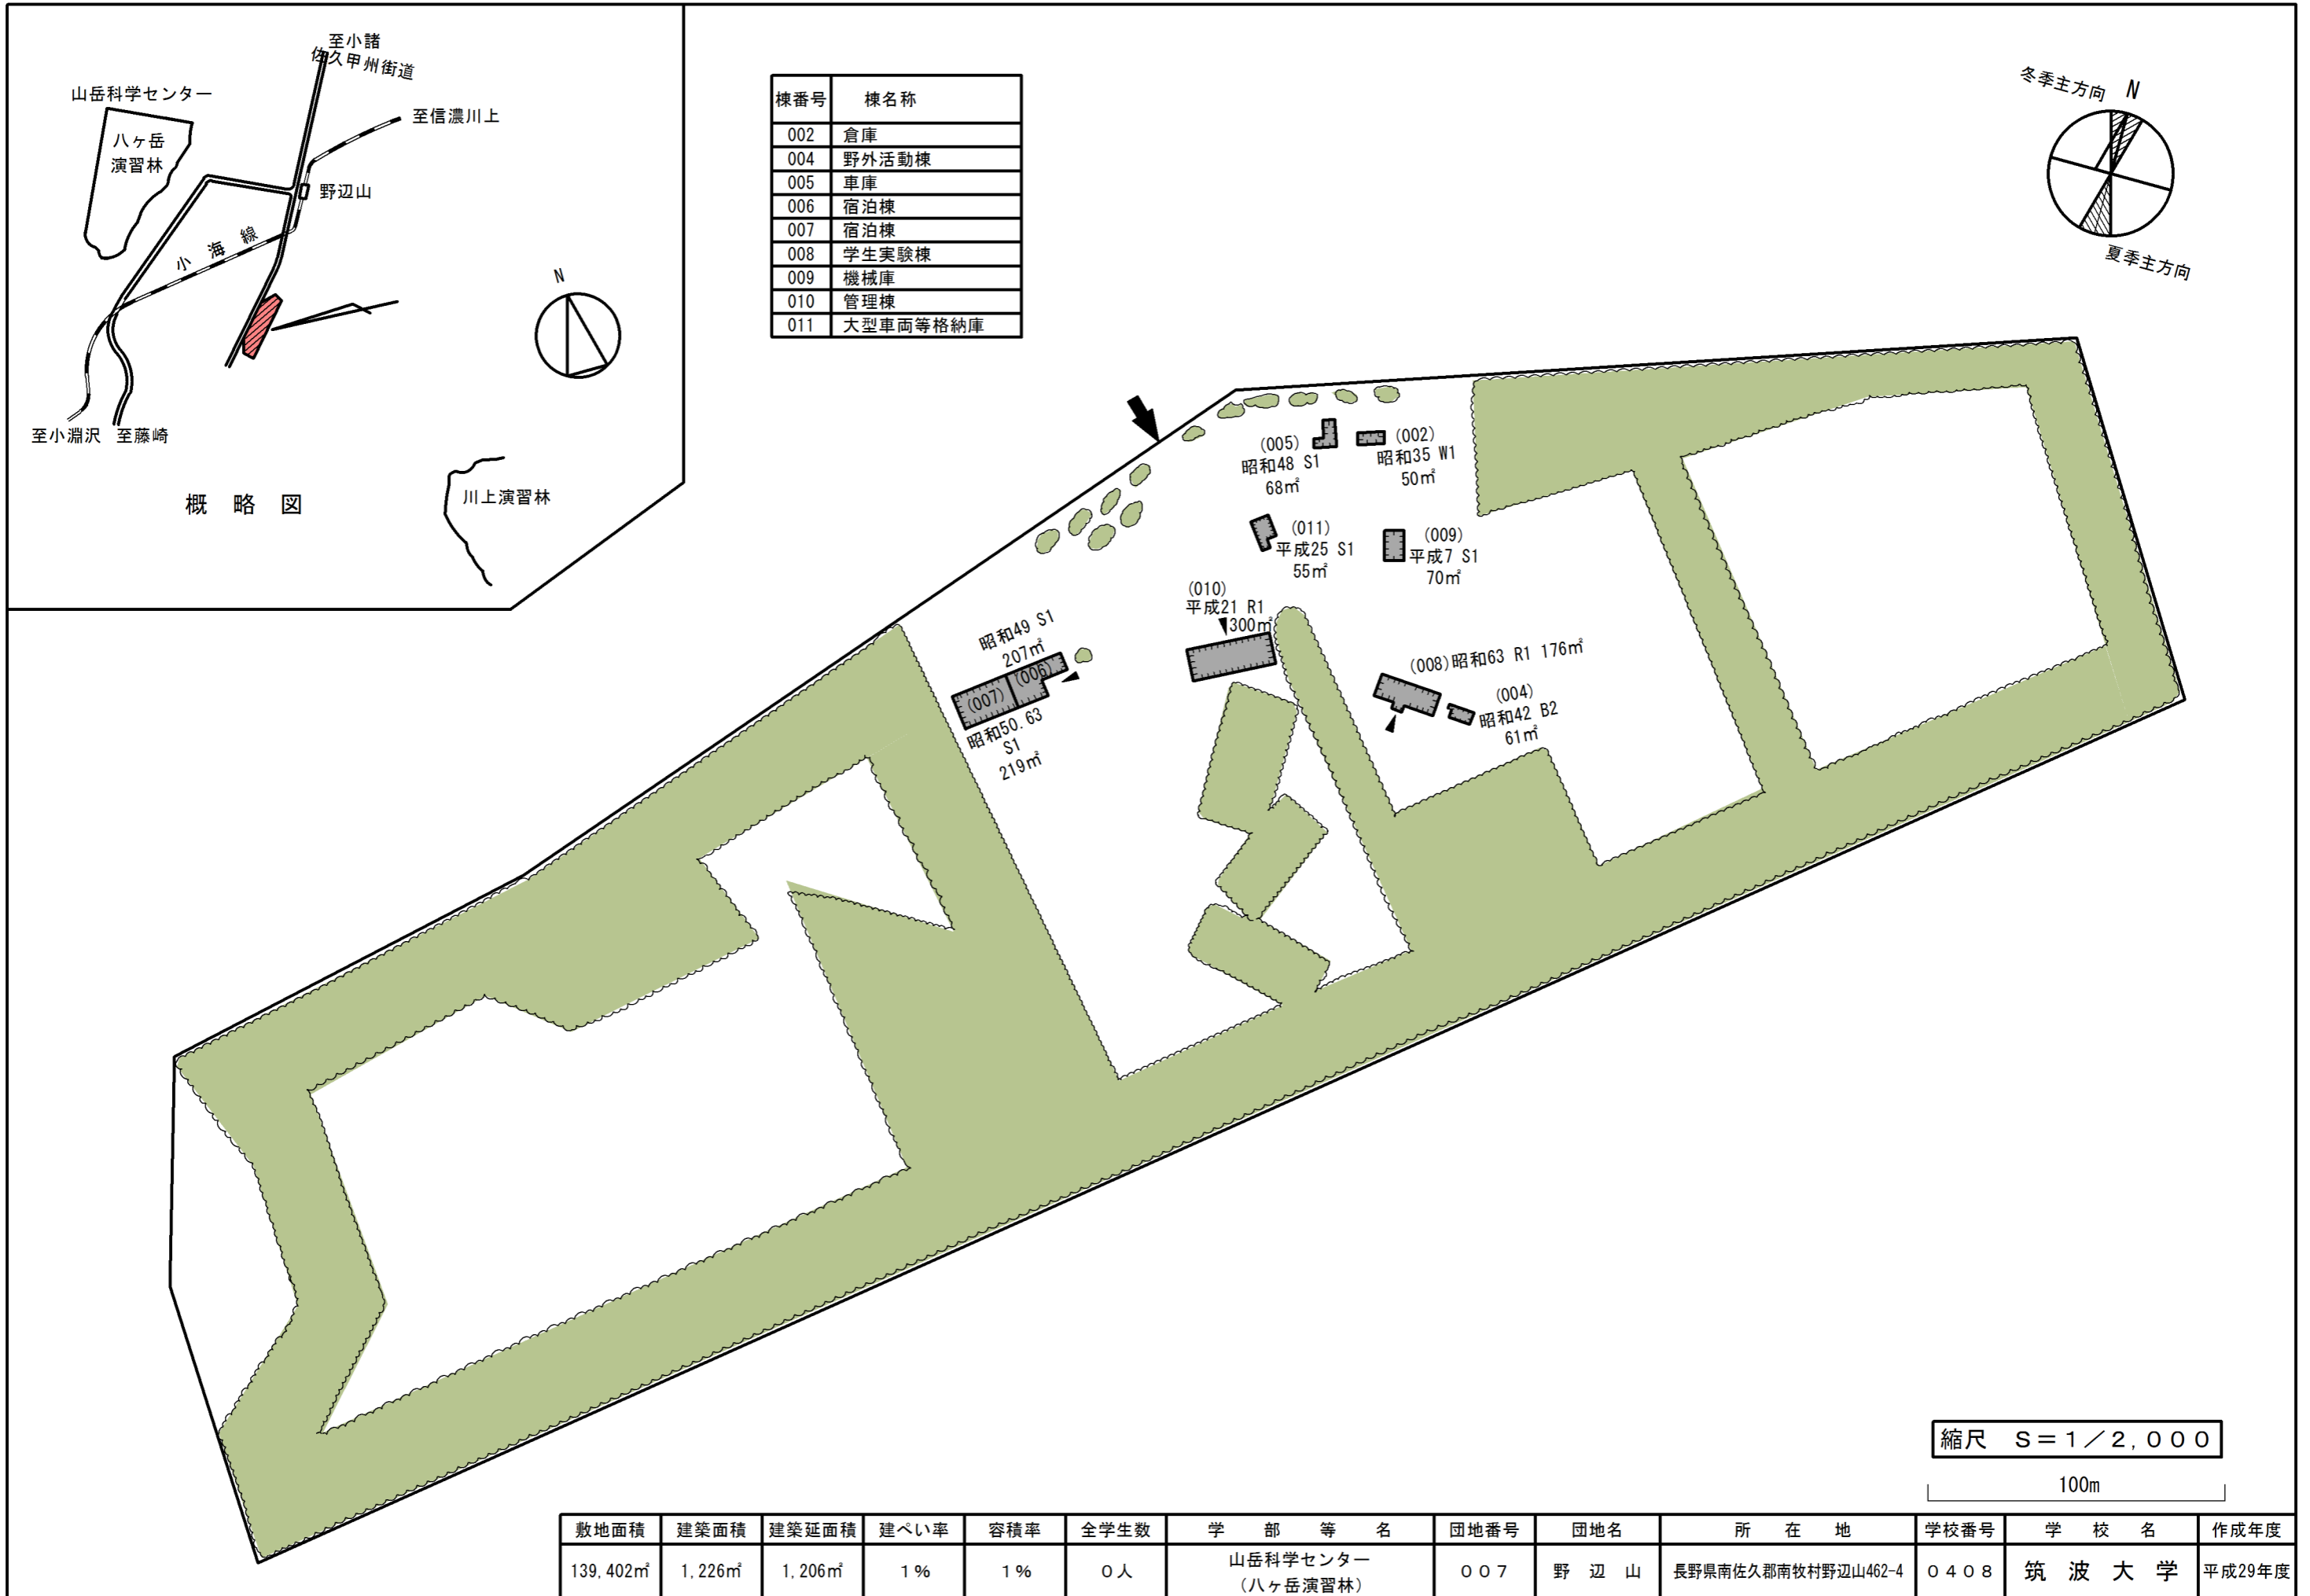 至小諸
佐久甲州街道
山岳科学センター
至信濃川上
八ヶ岳
演習林
野辺山
小海線
N
至小淵沢
至藤崎
川上演習林
概略図
棟番号 棟名称
002 倉庫
004 野外活動棟
005 車庫
006 宿泊棟
007 宿泊棟
008 学生実験棟
009 機械庫
010 管理棟
011 大型車両等格納庫
冬季主方向
N
夏季主方向
(005)
昭和48 S1
68㎡
(002)
昭和35 W1
50㎡
(011)
平成25 S1
55㎡
(009)
平成7 S1
70㎡
(010)
平成21 R1
300㎡
昭和49 S1
207㎡
(006)
(007)
昭和50.63
S1
219㎡
(008)昭和63 R1 176㎡
(004)
昭和42 B2
61㎡
縮尺 S＝1／2,000
100m
敷地面積 建築面積 建築延面積 建ぺい率 容積率 全学生数 学部等名 団地番号 団地名 所在地 学校番号 学校名 作成年度
139,402㎡ 1,226㎡ 1,206㎡ 1％ 1％ 0人 山岳科学センター 007 野辺山 長野県南佐久郡南牧村野辺山462-4 0408 筑波大学 平成29年度
（八ヶ岳演習林）